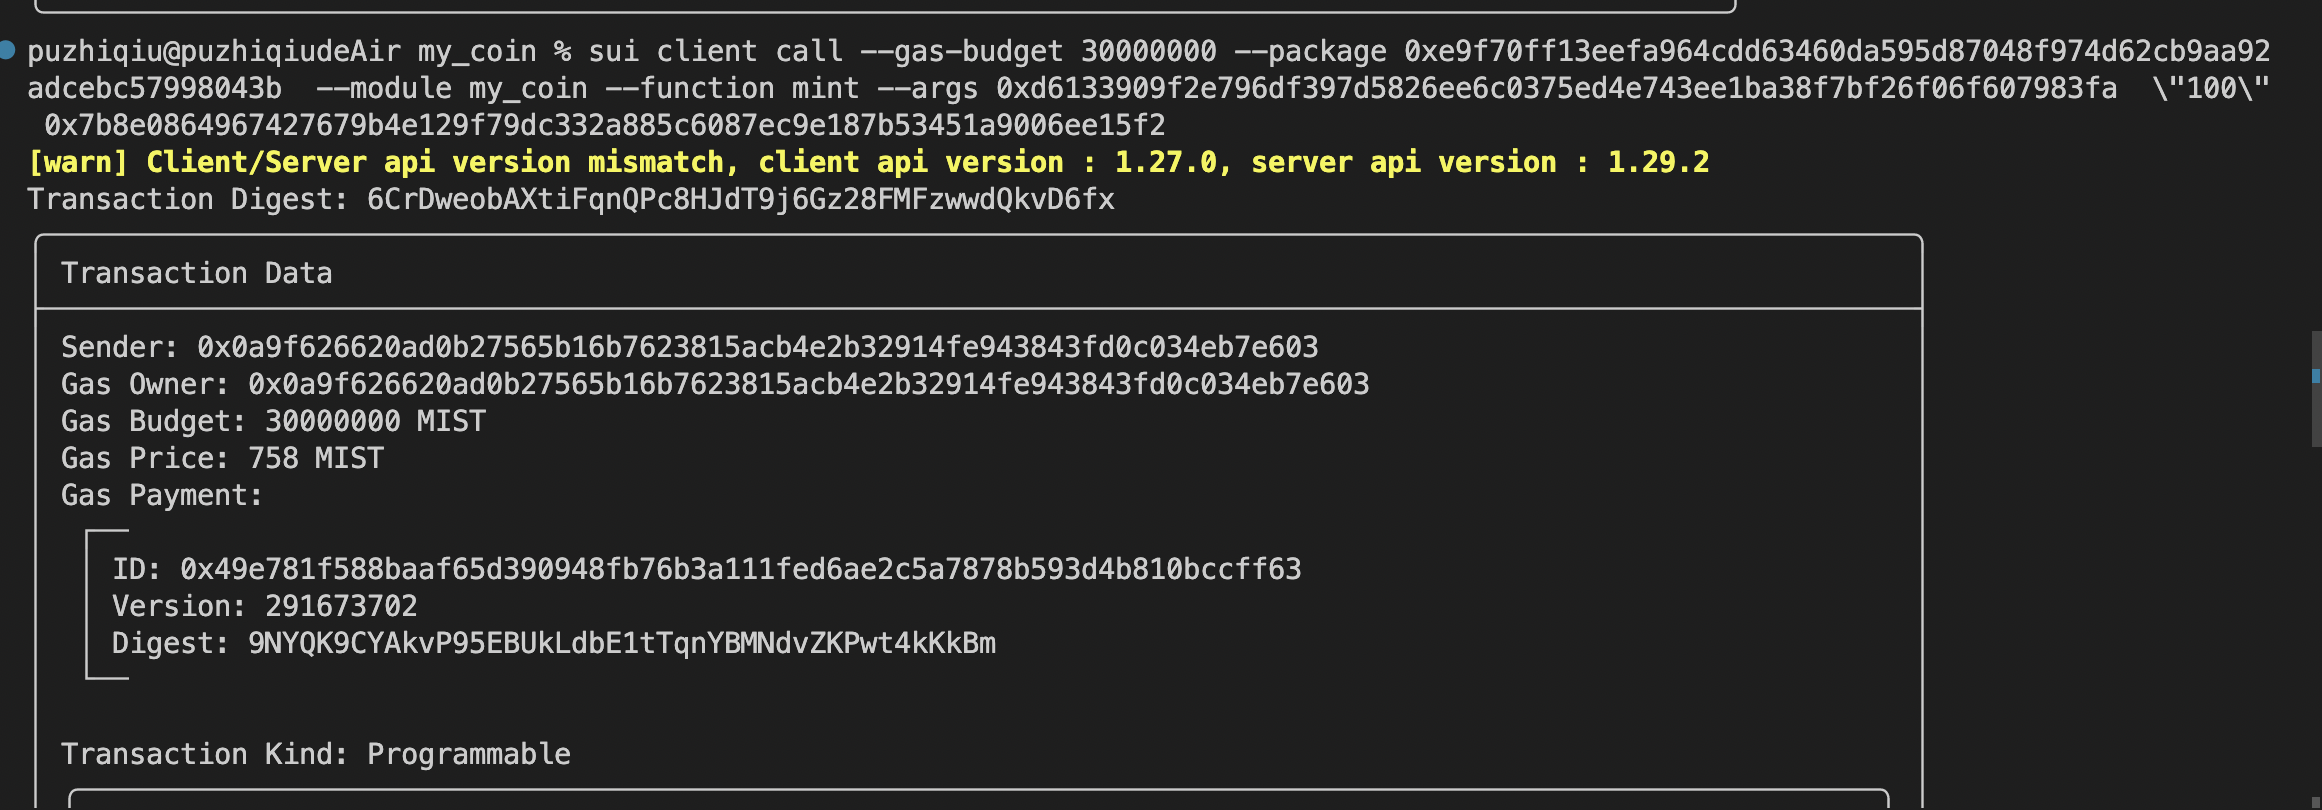 puzhiqiu@puzhiqiudeAir my_coin % sui client call --gas-budget 30000000 --package 0xe9f70ff13eefa964cdd63460da595d87048f974d62cb9aa92
adcebc57998043b  --module my_coin --function mint --args 0xd6133909f2e796df397d5826ee6c0375ed4e743ee1ba38f7bf26f06f607983fa  \"100\"
0x7b8e0864967427679b4e129f79dc332a885c6087ec9e187b53451a9006ee15f2
[warn] Client/Server api version mismatch, client api version : 1.27.0, server api version : 1.29.2
Transaction Digest: 6CrDweobAXtiFqnQPc8HJdT9j6Gz28FMFzwwdQkvD6fx
Transaction Data
Sender: 0x0a9f626620ad0b27565b16b7623815acb4e2b32914fe943843fd0c034eb7e603
Gas Owner: 0x0a9f626620ad0b27565b16b7623815acb4e2b32914fe943843fd0c034eb7e603
Gas Budget: 30000000 MIST
Gas Price: 758 MIST
Gas Payment:
ID: 0x49e781f588baaf65d390948fb76b3a111fed6ae2c5a7878b593d4b810bccff63
Version: 291673702
Digest: 9NYQK9CYAkvP95EBUkLdbE1tTqnYBMNdvZKPwt4kKkBm
Transaction Kind: Programmable